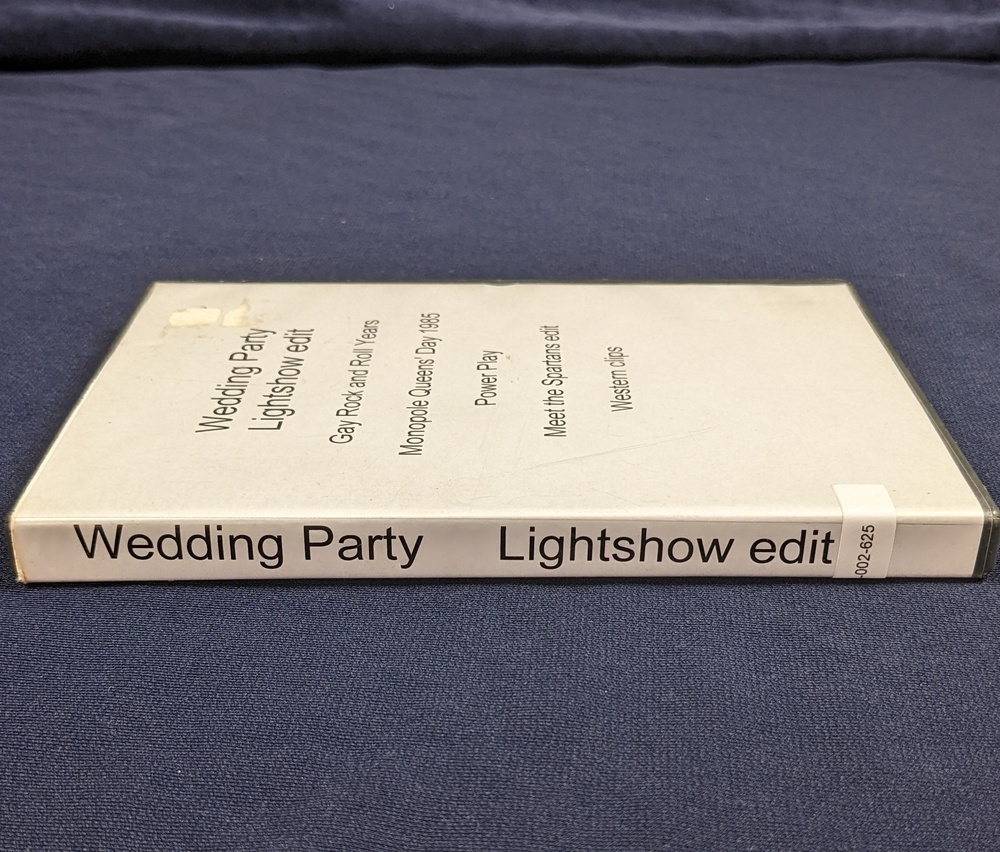 Wedding Party
Lightshow edit
Gay Rock and Roll Years
Monopole Queens' Day 1985
Power Play
Meet the Spartans edit
Western clips
Wedding Party Lightshow edit
-002-625